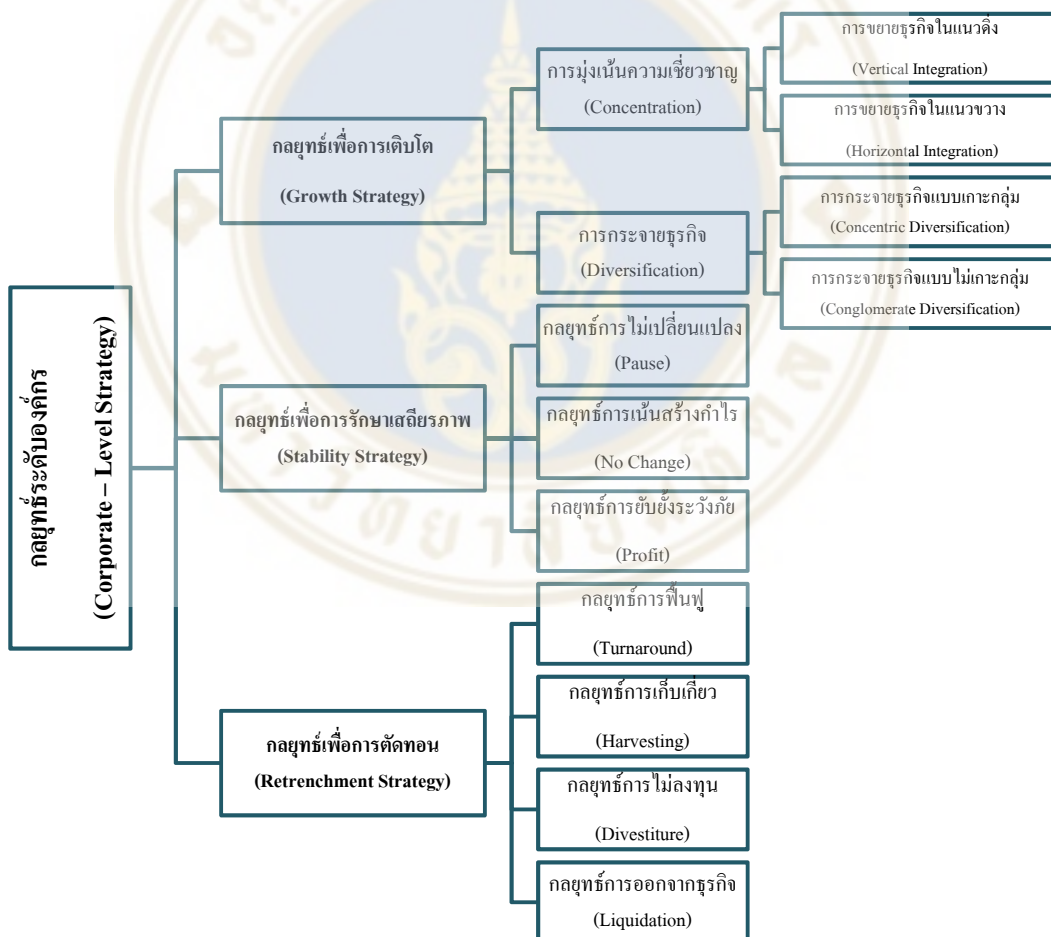 กลยุทธ์ระดับองค์กร
(Corporate – Level Strategy)
กลยุทธ์เพื่อการเติบโต
(Growth Strategy)
การมุ่งเน้นความเชี่ยวชาญ
(Concentration)
การขยายธุรกิจในแนวดิ่ง
(Vertical Integration)
การขยายธุรกิจในแนวขวาง
(Horizontal Integration)
การกระจายธุรกิจ
(Diversification)
การกระจายธุรกิจแบบเกาะกลุ่ม
(Concentric Diversification)
การกระจายธุรกิจแบบไม่เกาะกลุ่ม
(Conglomerate Diversification)
กลยุทธ์เพื่อการรักษาเสถียรภาพ
(Stability Strategy)
กลยุทธ์การไม่เปลี่ยนแปลง
(Pause)
กลยุทธ์การเน้นสร้างกำไร
(No Change)
กลยุทธ์การยับยั้งระวังภัย
(Profit)
กลยุทธ์เพื่อการตัดทอน
(Retrenchment Strategy)
กลยุทธ์การฟื้นฟู
(Turnaround)
กลยุทธ์การเก็บเกี่ยว
(Harvesting)
กลยุทธ์การไม่ลงทุน
(Divestiture)
กลยุทธ์การออกจากธุรกิจ
(Liquidation)